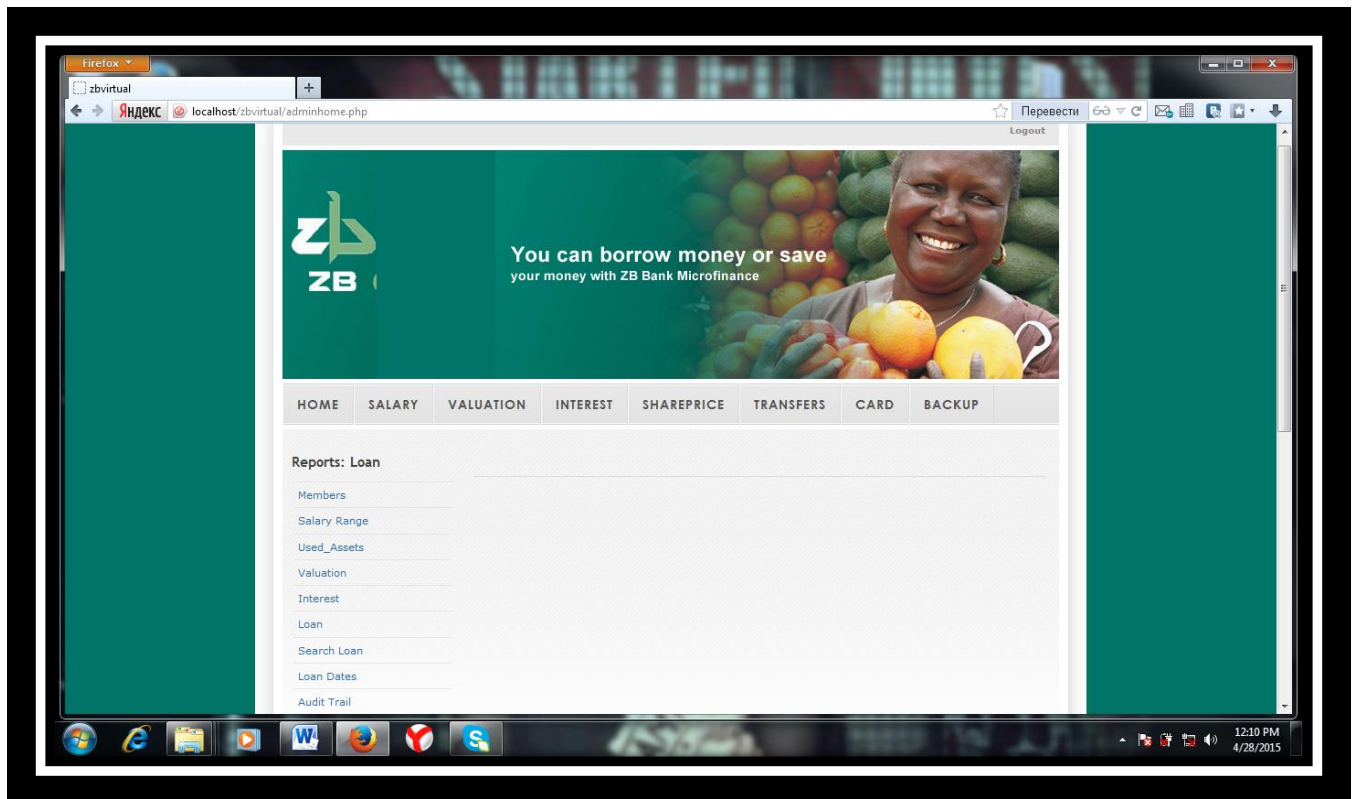 Firefox
zbvirtual
+
Яндекс localhost/zbvirtual/adminhome.php Перевести
Logout
zb
ZB
You can borrow money or save
your money with ZB Bank Microfinance
HOME SALARY VALUATION INTEREST SHAREPRICE TRANSFERS CARD BACKUP
Reports: Loan
Members
Salary Range
Used_Assets
Valuation
Interest
Loan
Search Loan
Loan Dates
Audit Trail
12:10 PM
4/28/2015